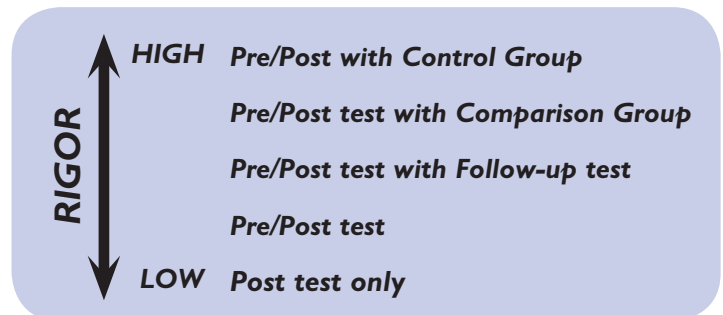 HIGH Pre/Post with Control Group
Pre/Post test with Comparison Group
RIGOR
Pre/Post test with Follow-up test
Pre/Post test
LOW Post test only